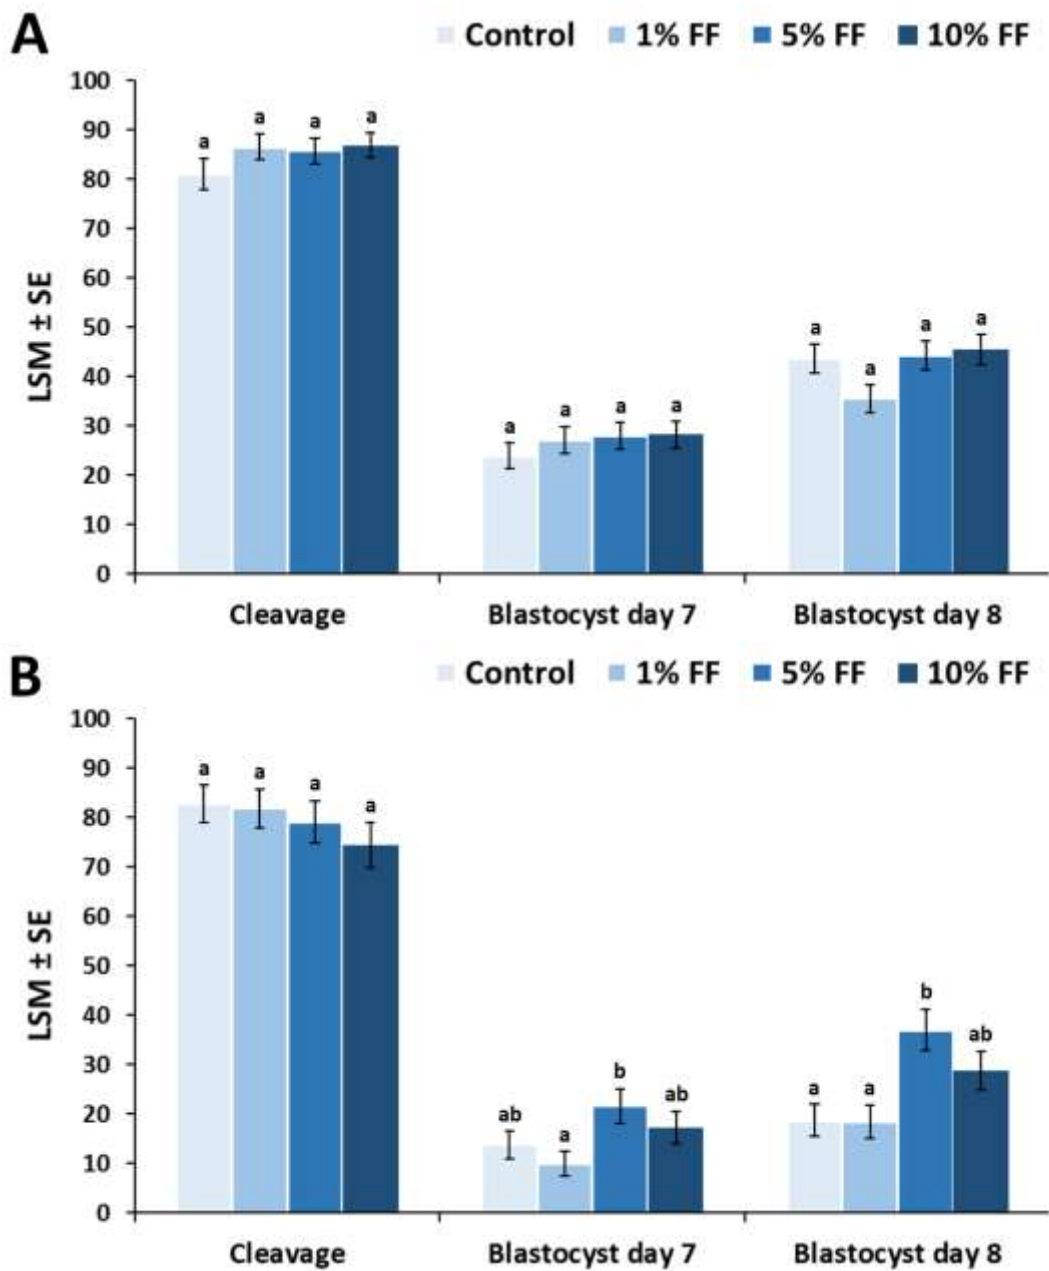 A
Control 1% FF 5% FF 10% FF
100
90
80
70
60
50
40
30
20
10
0
LSM ± SE
a a a a
a a a a
a a a a
Cleavage Blastocyst day 7 Blastocyst day 8
B
Control 1% FF 5% FF 10% FF
100
90
80
70
60
50
40
30
20
10
0
LSM ± SE
a a a a
ab a b ab
a a b ab
Cleavage Blastocyst day 7 Blastocyst day 8